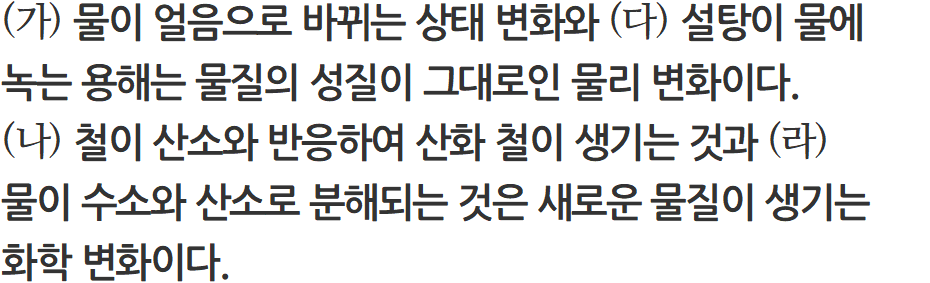 (가) 물이 얼음으로 바뀌는 상태 변화와 (다) 설탕이 물에
녹는 용해는 물질의 성질이 그대로인 물리 변화이다.
(나) 철이 산소와 반응하여 산화 철이 생기는 것과 (라)
물이 수소와 산소로 분해되는 것은 새로운 물질이 생기는
화학 변화이다.